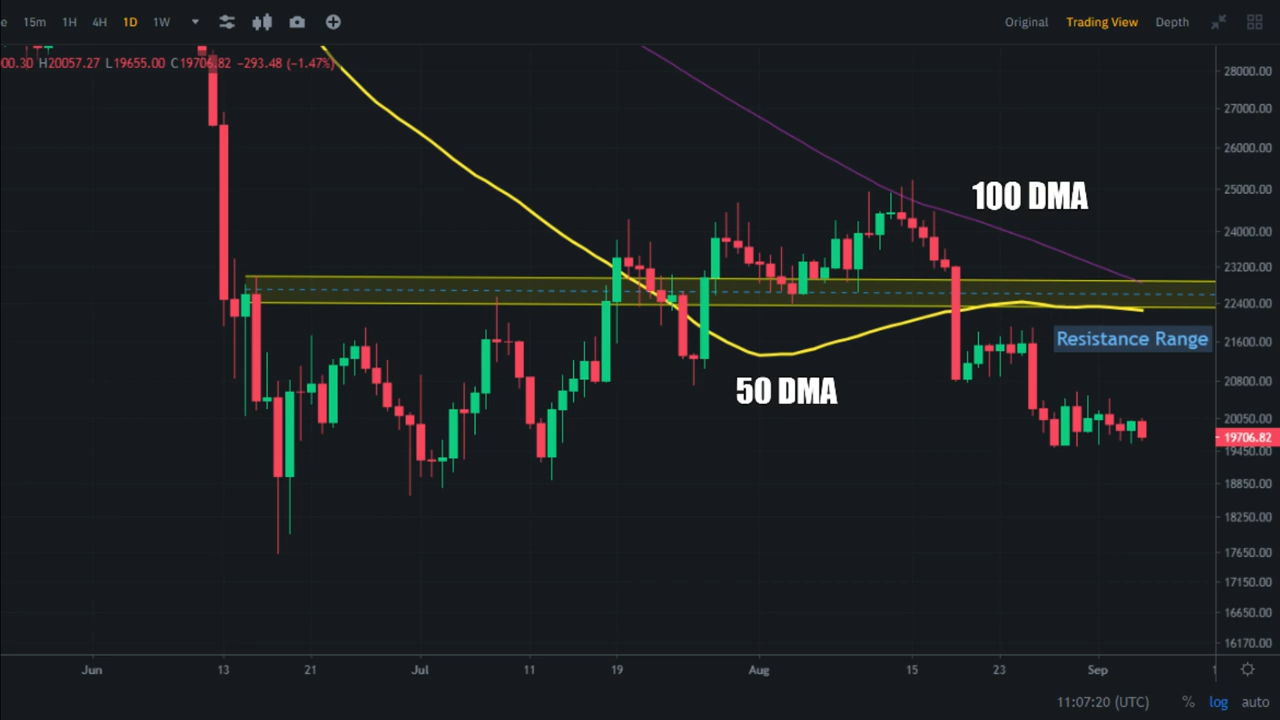 e 15m 1H 4H 1D 1W Original Trading View Depth
00.30 H20057.27 L19655.00 C19706.82 −293.48 (−1.47%)
28000.00
27000.00
26000.00
25000.00
100 DMA
24000.00
23200.00
22400.00
Resistance Range
21600.00
50 DMA
20800.00
20050.00
19706.82
19450.00
18850.00
18250.00
17650.00
17150.00
16650.00
16170.00
Jun 13 21 Jul 11 19 Aug 15 23 Sep 1
11:07:20 (UTC) % log auto